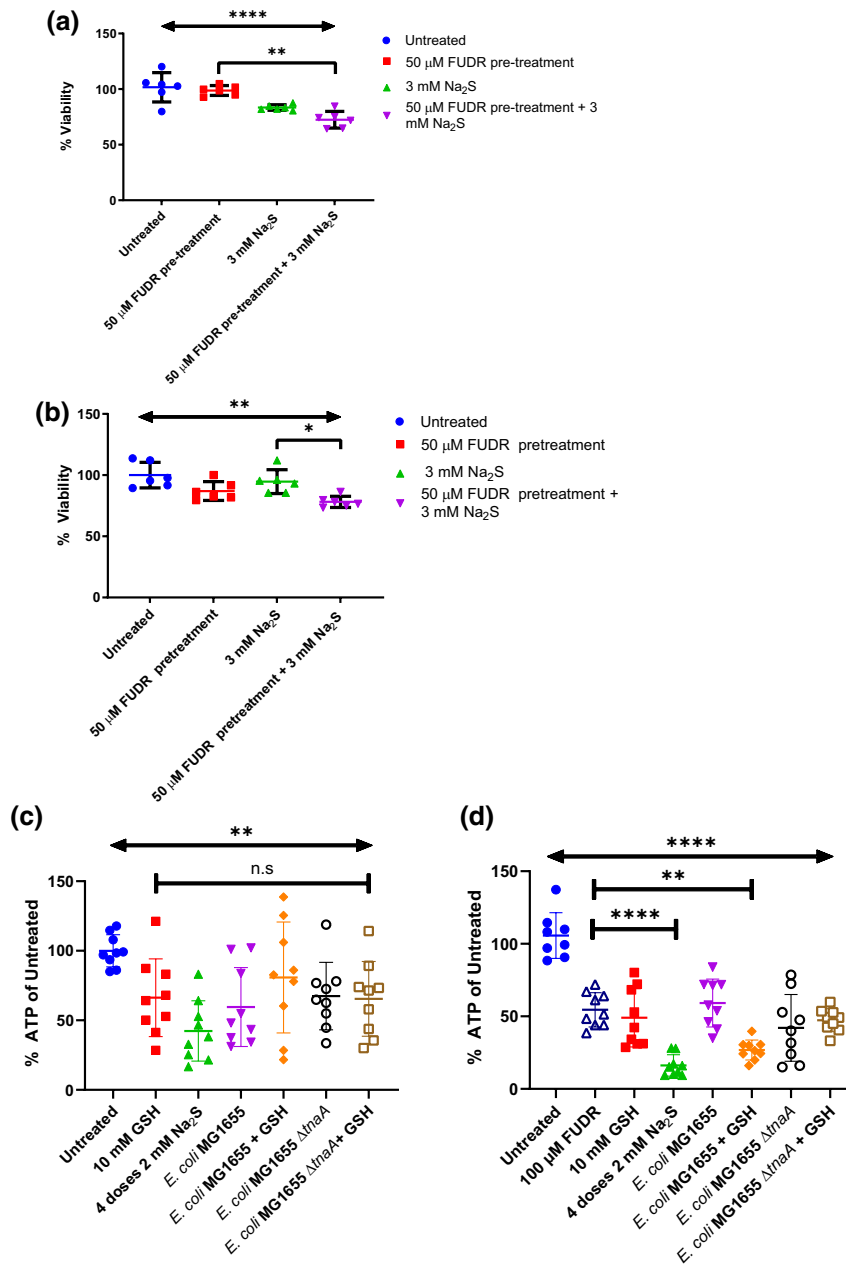 (a)
****
**
% Viability
150
100
50
0
Untreated
50 μM FUDR pre-treatment
3 mM Na₂S
50 μM FUDR pre-treatment + 3 mM Na₂S
Untreated
50 μM FUDR pre-treatment
3 mM Na₂S
50 μM FUDR pre-treatment + 3
mM Na₂S
(b)
**
*
% Viability
150
100
50
0
Untreated
50 μM FUDR pretreatment
3 mM Na₂S
50 μM FUDR pretreatment + 3 mM Na₂S
Untreated
50 μM FUDR pretreatment
3 mM Na₂S
50 μM FUDR pretreatment +
3 mM Na₂S
(c)
**
n.s
% ATP of Untreated
150
100
50
0
Untreated
10 mM GSH
4 doses 2 mM Na₂S
E. coli MG1655
E. coli MG1655 + GSH
E. coli MG1655 ΔtnaA
E. coli MG1655 ΔtnaA+ GSH
(d)
****
**
****
% ATP of Untreated
150
100
50
0
Untreated
100 μM FUDR
10 mM GSH
4 doses 2 mM Na₂S
E. coli MG1655
E. coli MG1655 + GSH
E. coli MG1655 ΔtnaA
E. coli MG1655 ΔtnaA + GSH